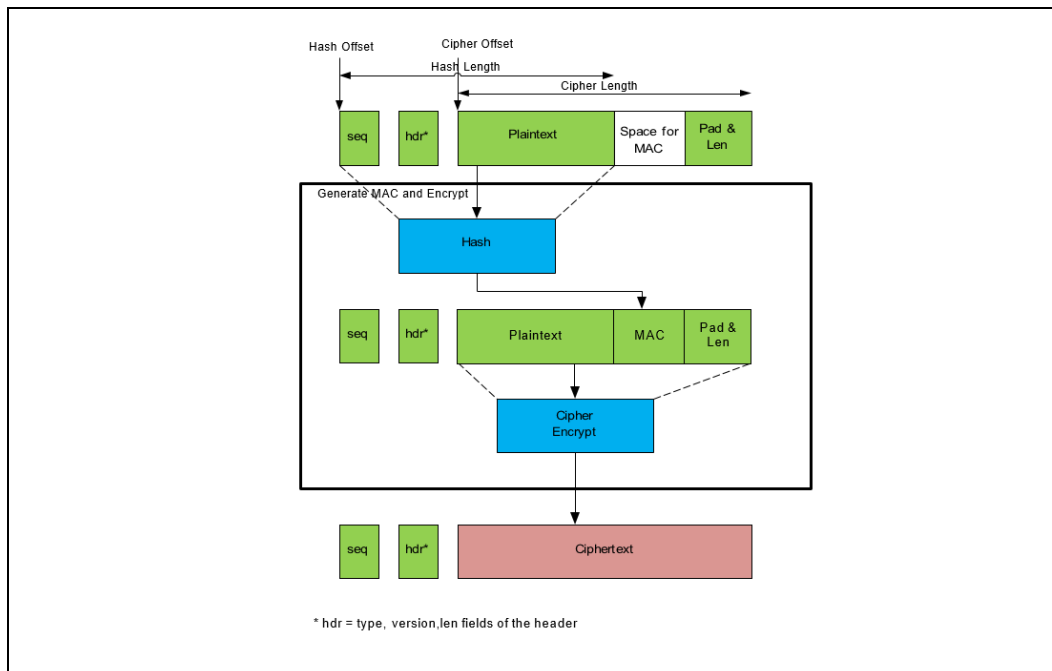 Hash Offset
Cipher Offset
Hash Length
Cipher Length
seq
hdr*
Plaintext
Space for
MAC
Pad &
Len
Generate MAC and Encrypt
Hash
seq
hdr*
Plaintext
MAC
Pad &
Len
Cipher
Encrypt
seq
hdr*
Ciphertext
* hdr = type, version,len fields of the header